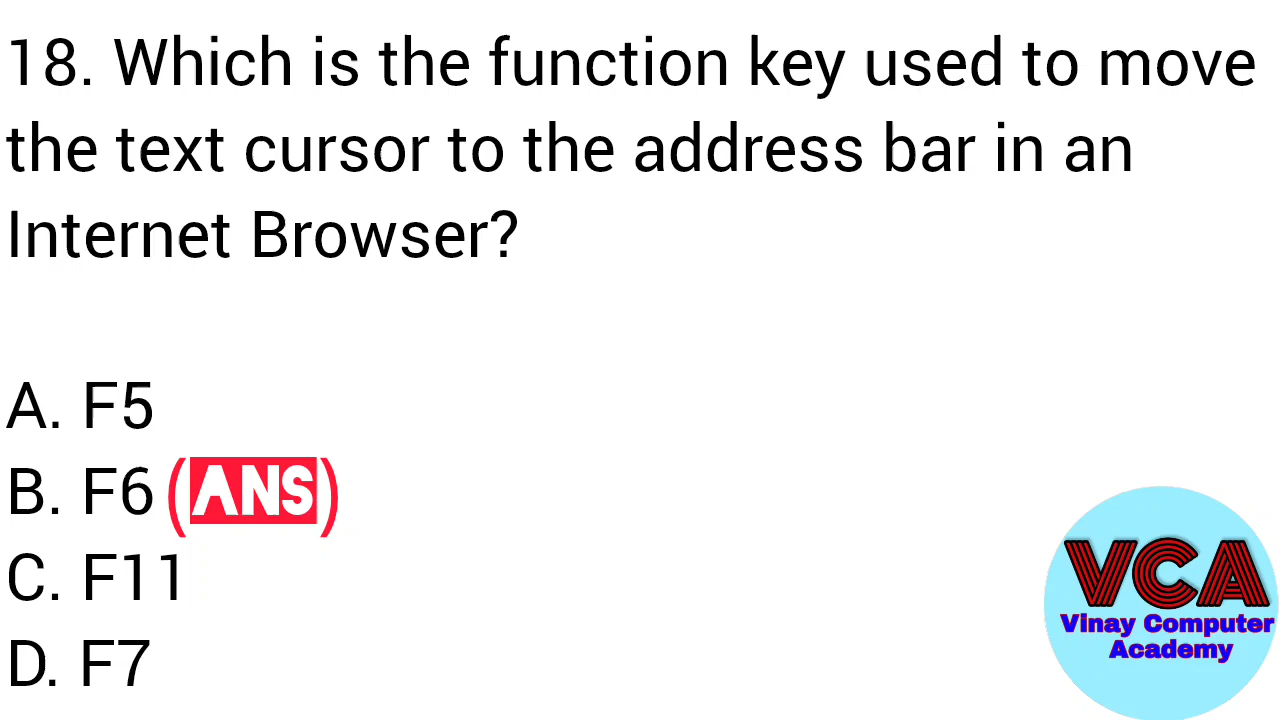 18. Which is the function key used to move
the text cursor to the address bar in an
Internet Browser?
A. F5
B. F6 (ANS)
C. F11
D. F7
VCA
Vinay Computer
Academy